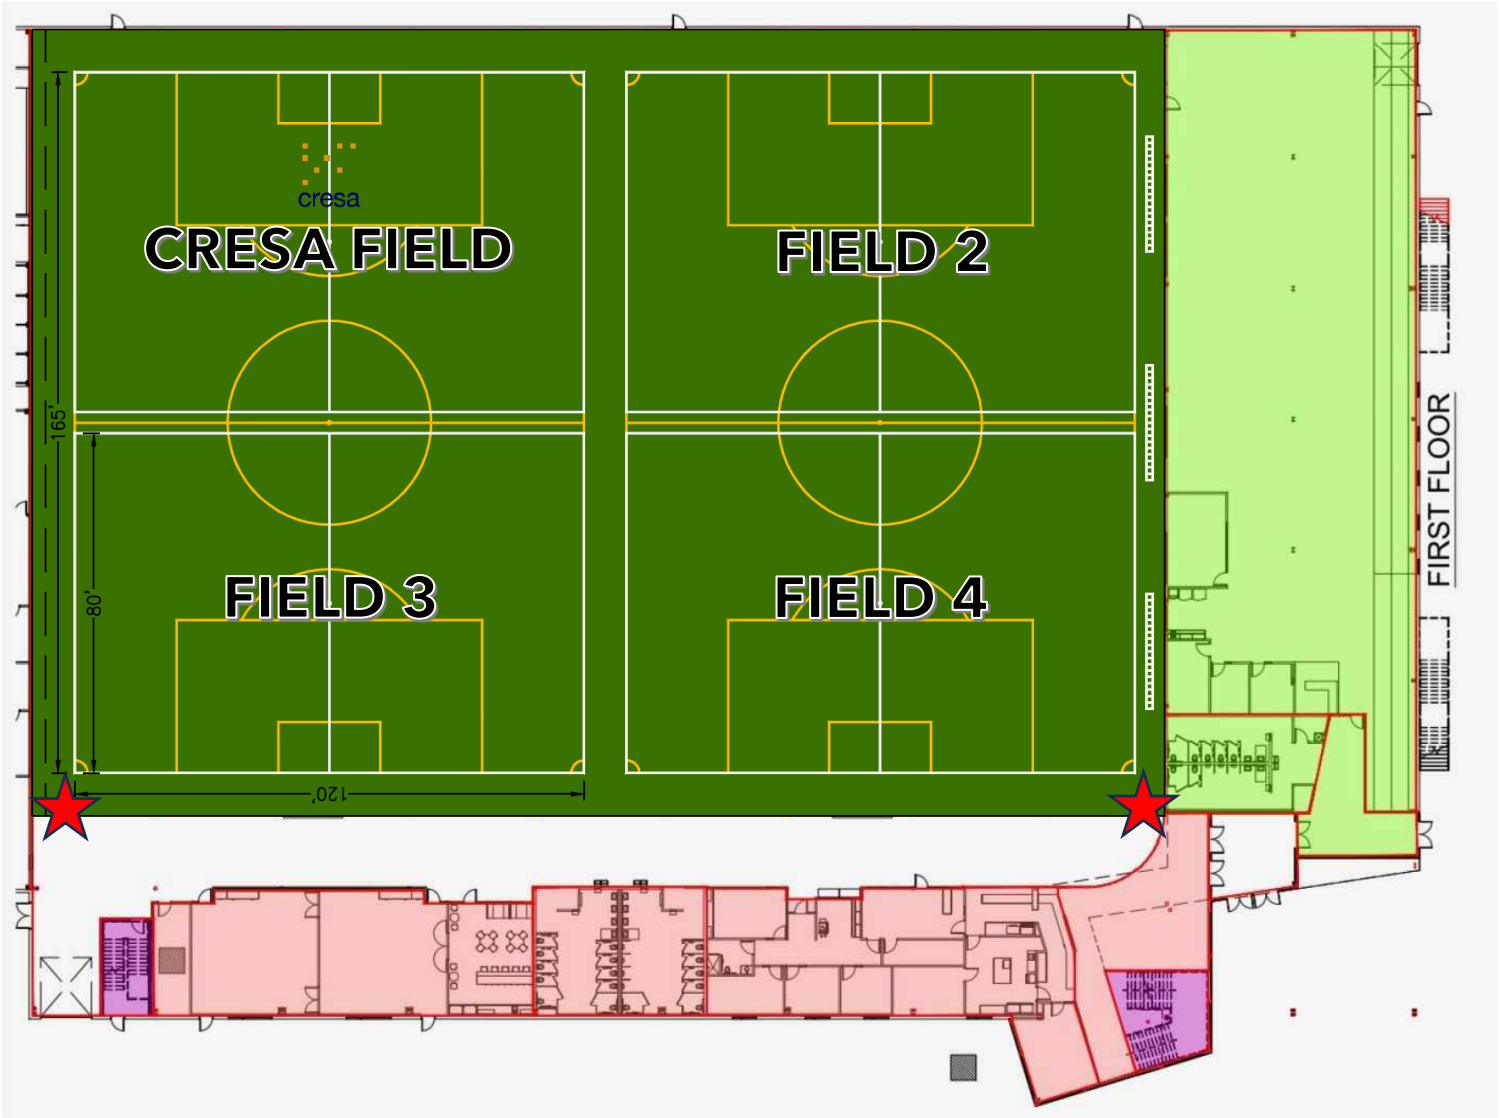 cresa
CRESA FIELD
FIELD 2
165'
FIRST FLOOR
80'
FIELD 3
FIELD 4
120'